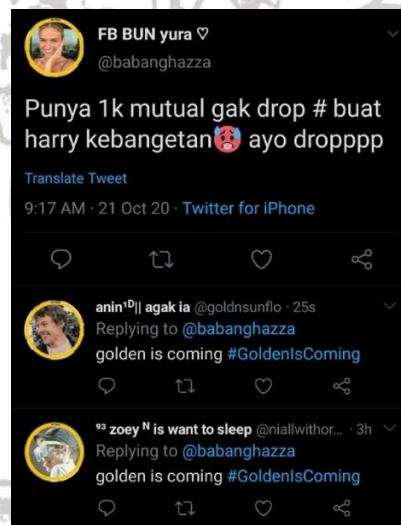 FB BUN yura ♡
@babanghazza
Punya 1k mutual gak drop # buat
harry kebangetan🥵 ayo dropppp
Translate Tweet
9:17 AM · 21 Oct 20 · Twitter for iPhone
anin¹ᴰ|| agak ia @goldnsunflo · 25s
Replying to @babanghazza
golden is coming #GoldenIsComing
⁹³ zoey ᴺ is want to sleep @niallwithor... · 3h
Replying to @babanghazza
golden is coming #GoldenIsComing